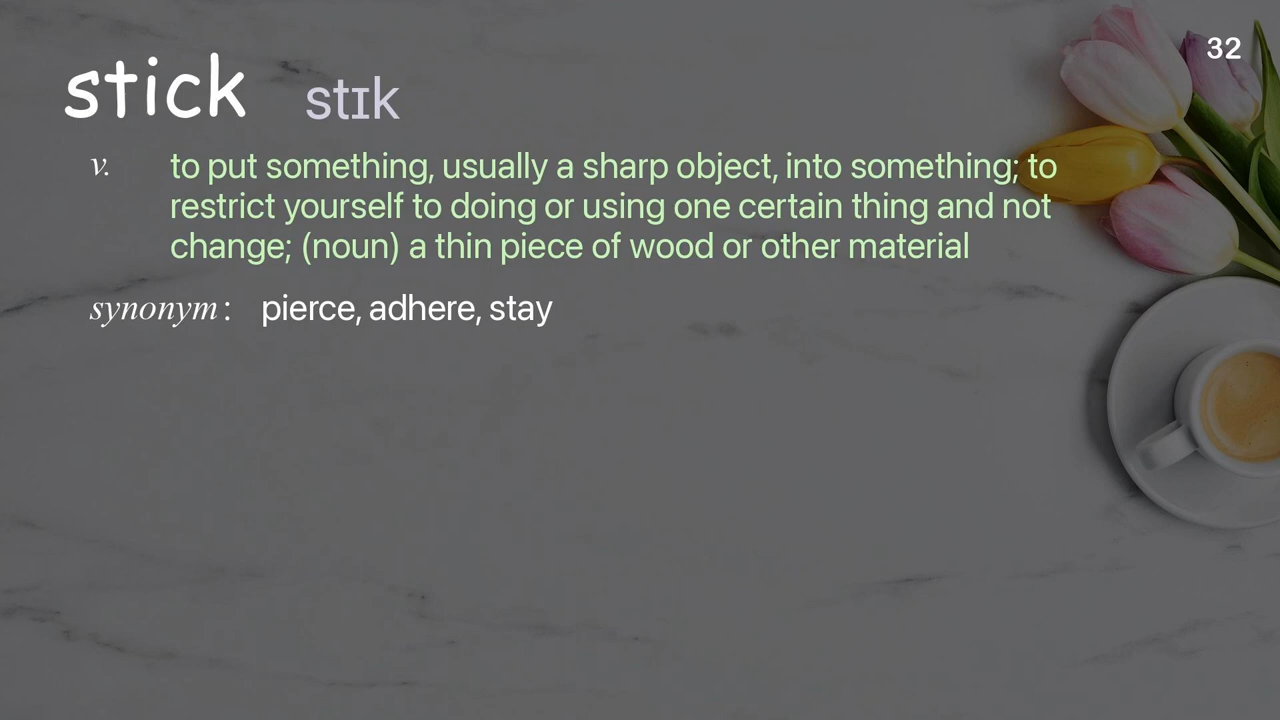 32
stick stɪk
v. to put something, usually a sharp object, into something; to
restrict yourself to doing or using one certain thing and not
change; (noun) a thin piece of wood or other material
synonym: pierce, adhere, stay